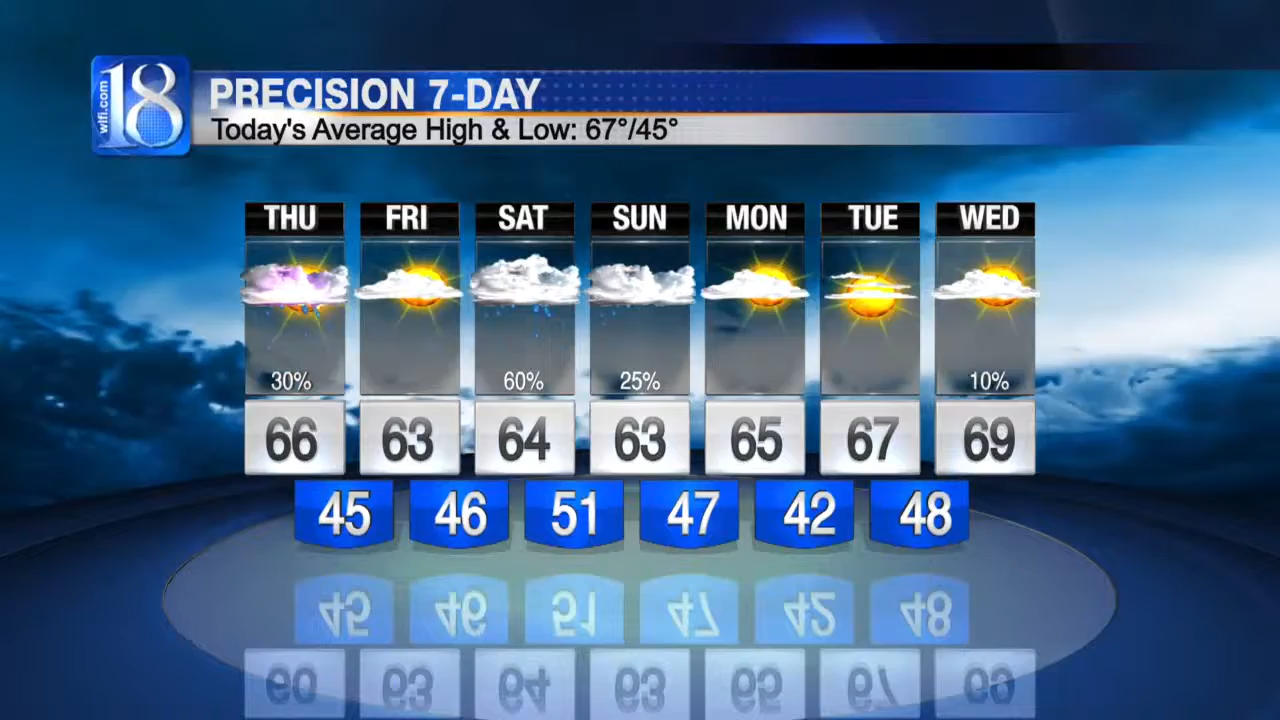 wlfi.com
18
PRECISION 7-DAY
Today's Average High & Low: 67°/45°
THU FRI SAT SUN MON TUE WED
30% 60% 25% 10%
66 63 64 63 65 67 69
45 46 51 47 42 48